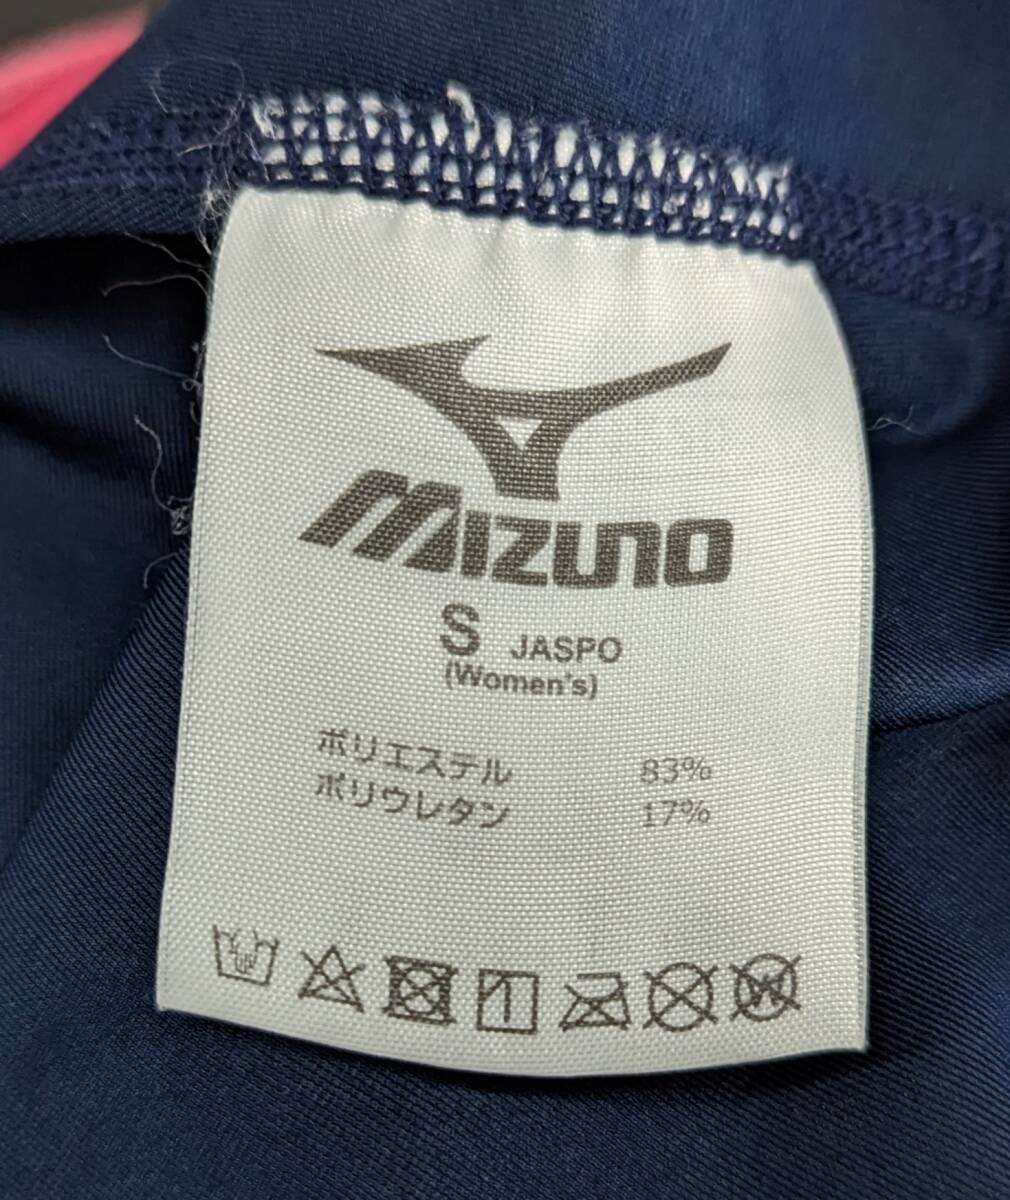 MIZUNO
S JASPO
(Women's)
ポリエステル 83%
ポリウレタン 17%
W